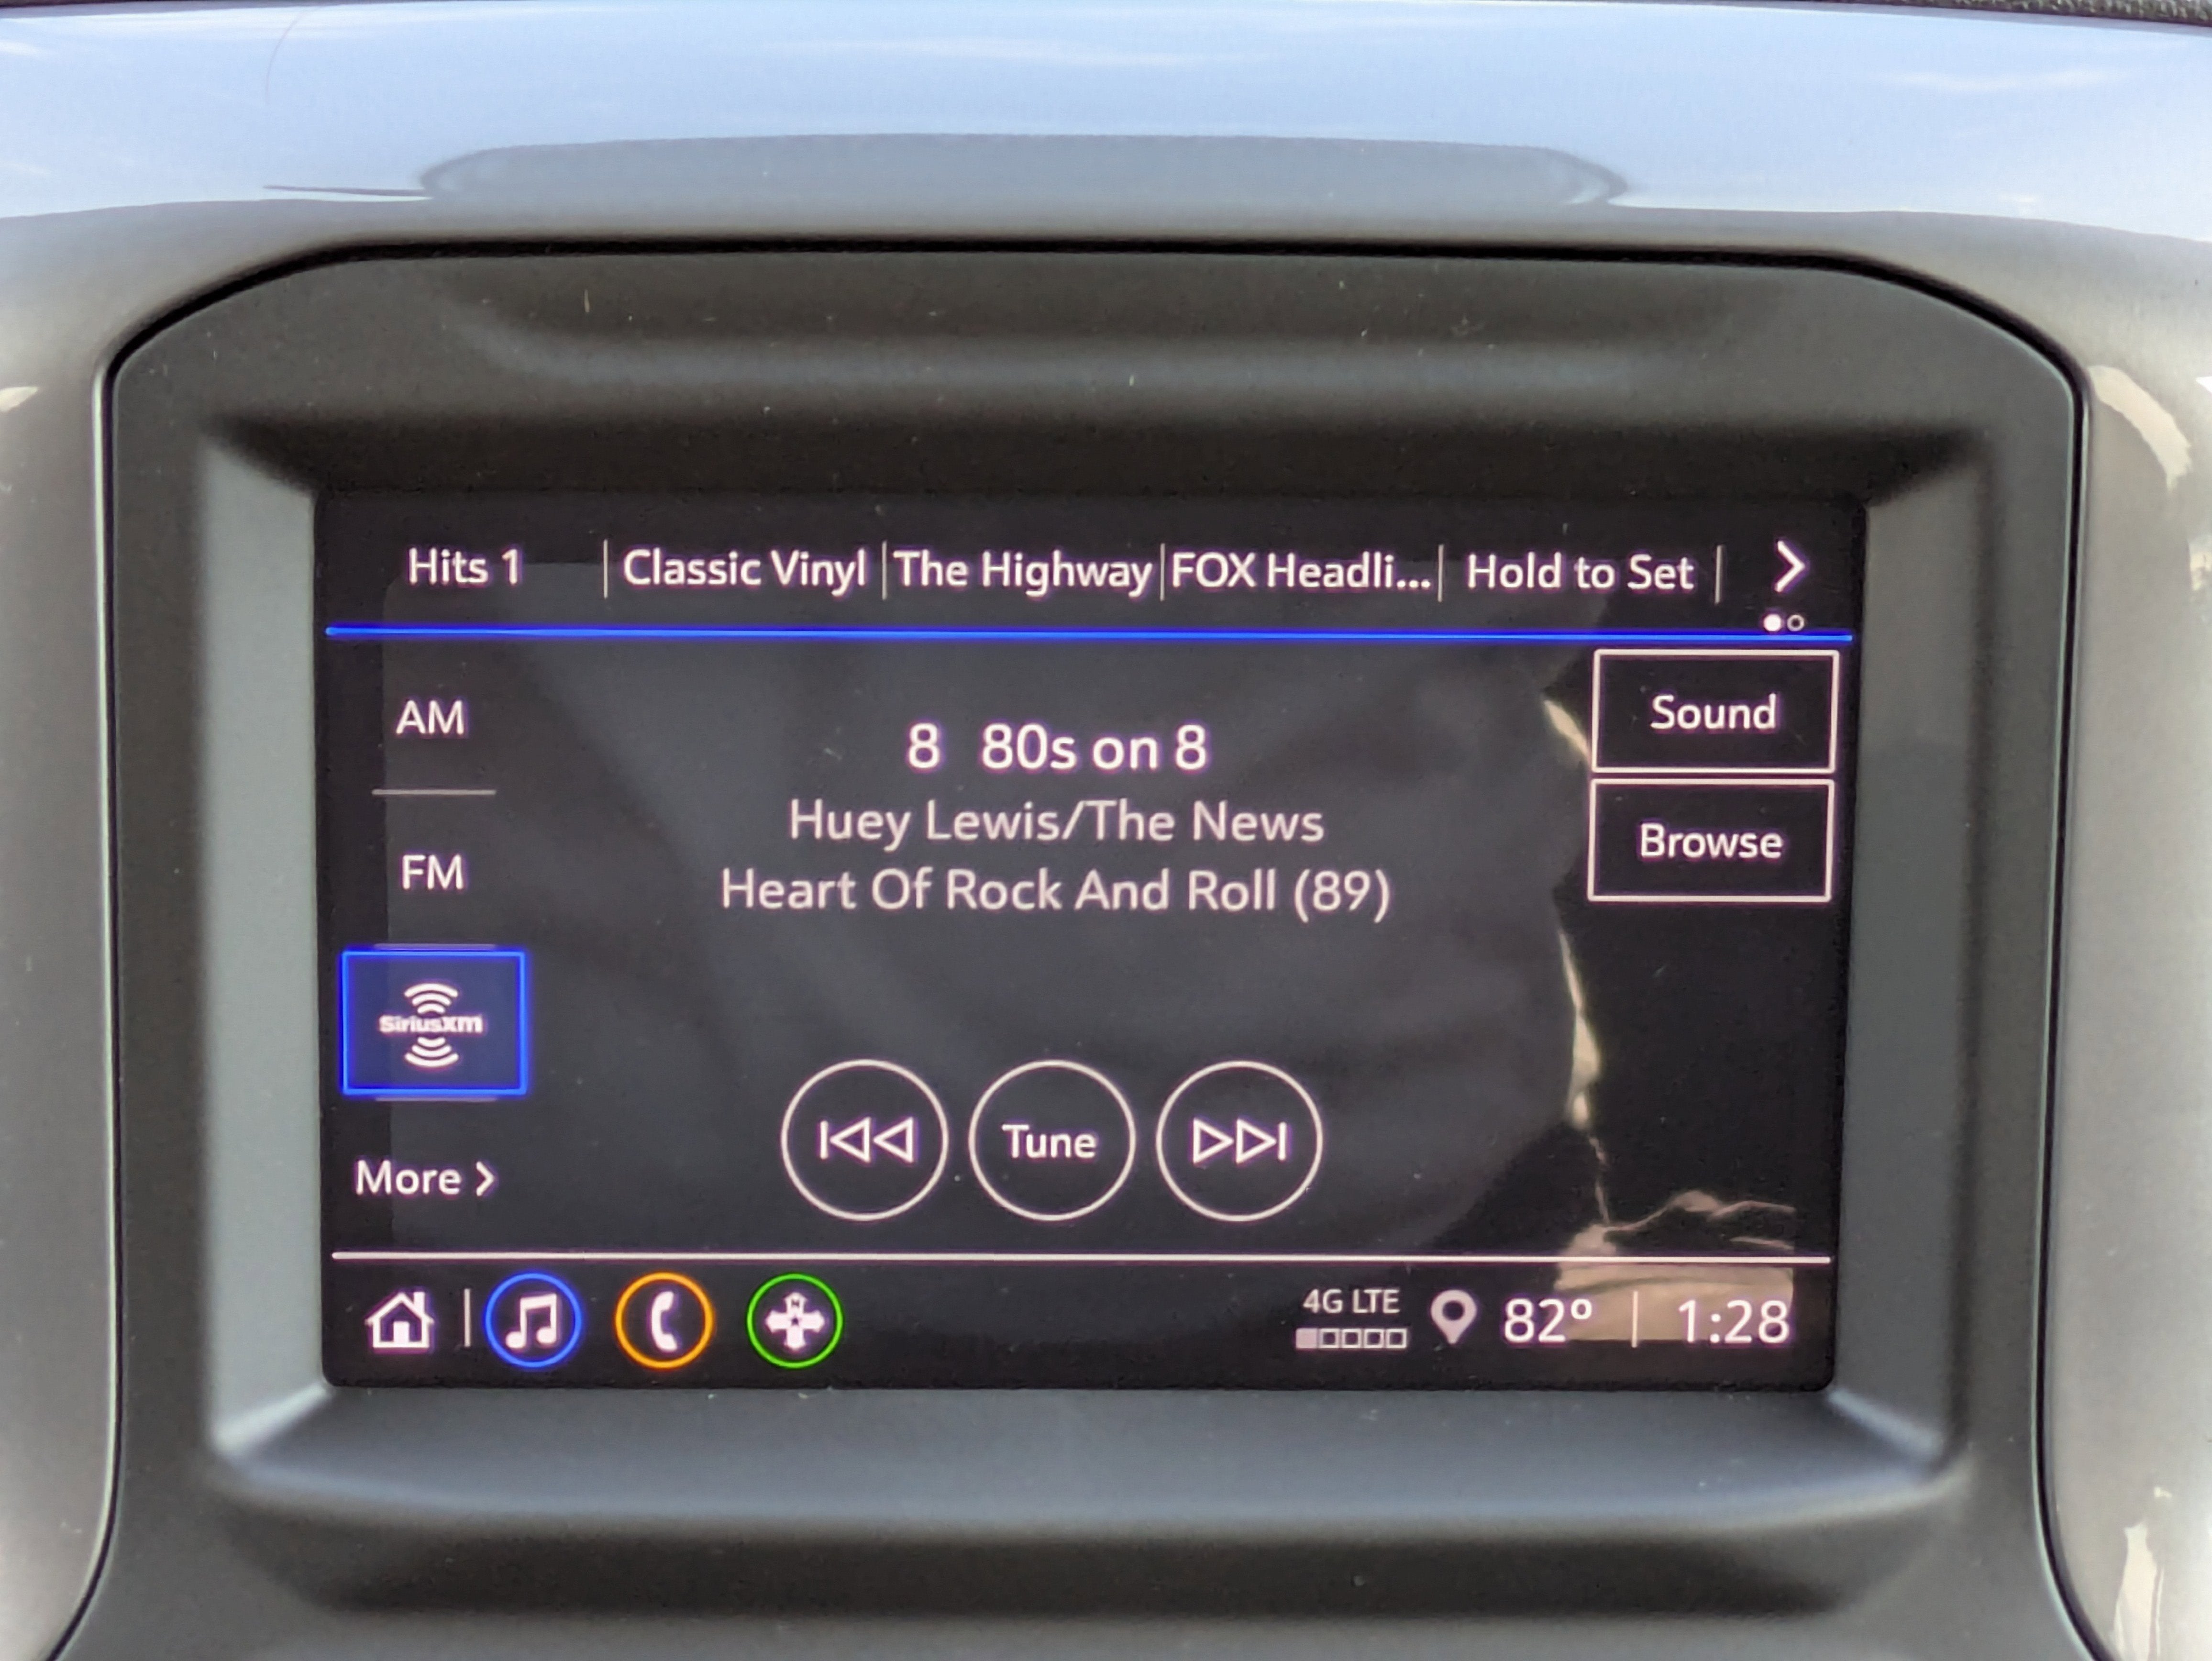 Hits 1 | Classic Vinyl | The Highway | FOX Headli... | Hold to Set |
AM
8 80s on 8
Sound
Huey Lewis/The News
Browse
FM
Heart Of Rock And Roll (89)
SiriusXM
Tune
More >
4G LTE
N
82° | 1:28